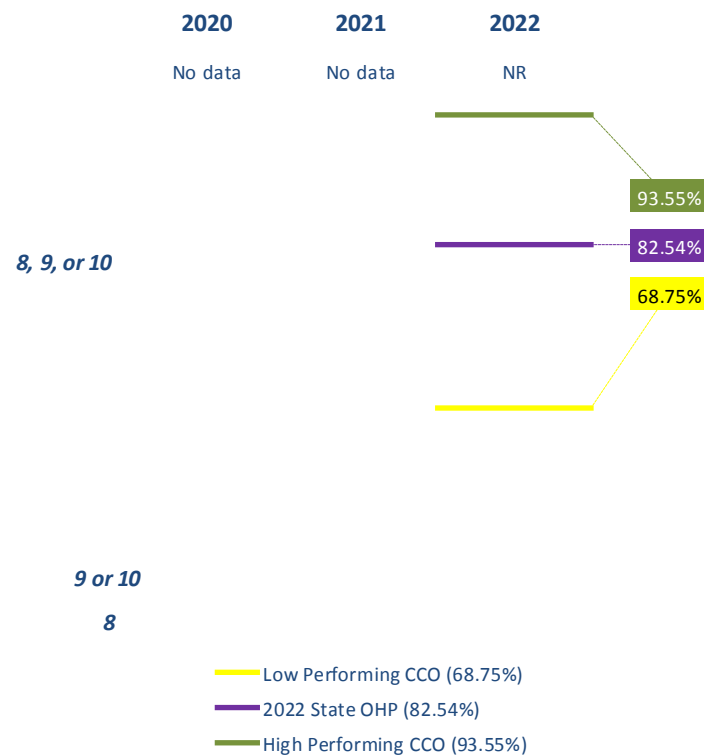 2020 2021 2022
No data No data NR
93.55%
82.54%
8, 9, or 10
68.75%
9 or 10
8
Low Performing CCO (68.75%)
2022 State OHP (82.54%)
High Performing CCO (93.55%)